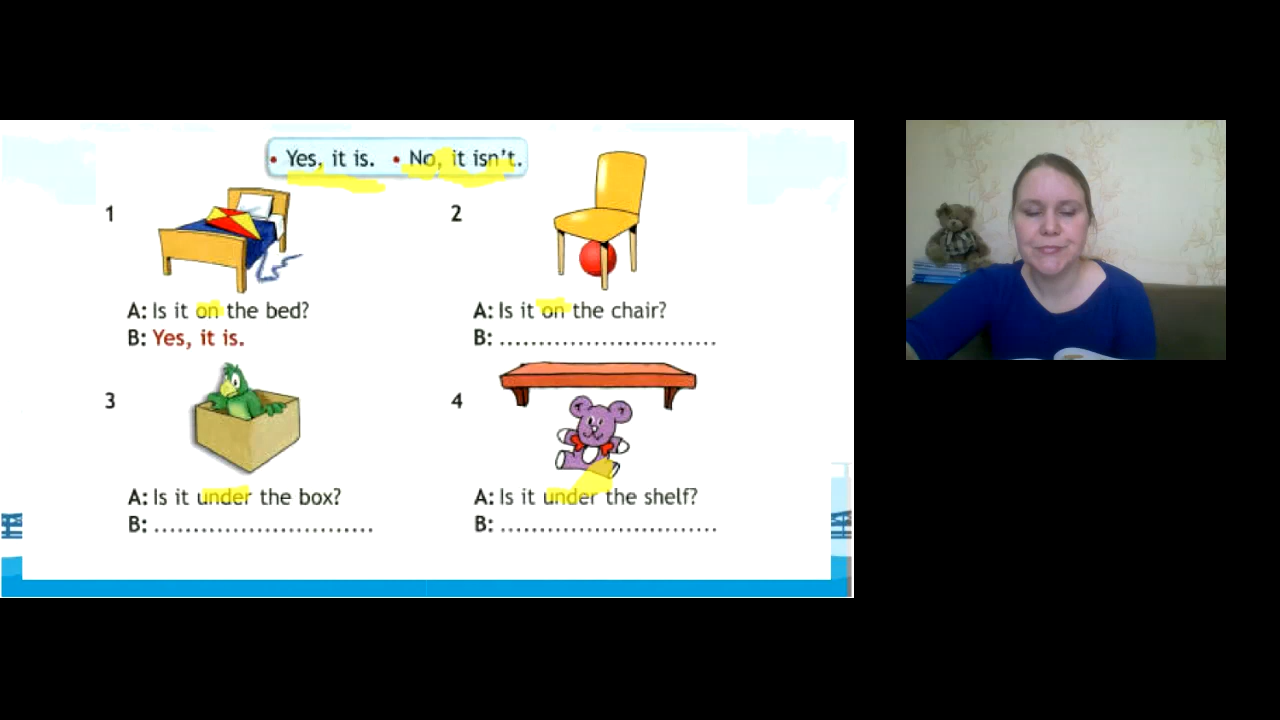 • Yes, it is. • No, it isn't.
1
A: Is it on the bed?
B: Yes, it is.
2
A: Is it on the chair?
B: ............................
3
A: Is it under the box?
B: ............................
4
A: Is it under the shelf?
B: ............................